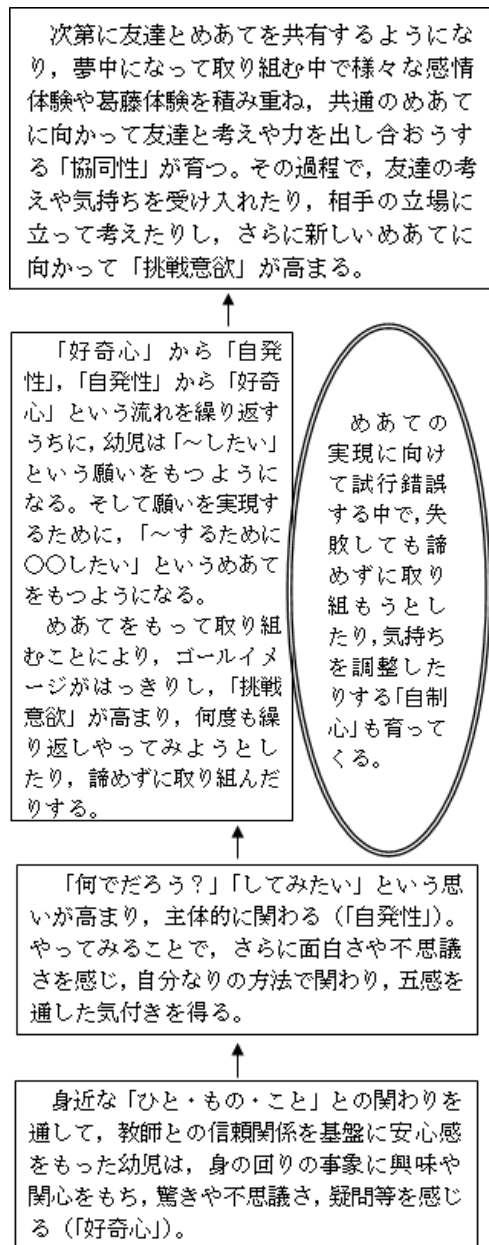 次第に友達とめあてを共有するようにな
り，夢中になって取り組む中で様々な感情
体験や葛藤体験を積み重ね，共通のめあて
に向かって友達と考えや力を出し合おうす
る「協同性」が育つ。その過程で，友達の考
えや気持ちを受け入れたり，相手の立場に
立って考えたりし，さらに新しいめあてに
向かって「挑戦意欲」が高まる。
「好奇心」から「自発
性」，「自発性」から「好奇
心」という流れを繰り返す
うちに，幼児は「～したい」
という願いをもつように
なる。そして願いを実現す
るために，「～するために
○○したい」というめあて
をもつようになる。
めあてをもって取り組
むことにより，ゴールイメ
ージがはっきりし，「挑戦
意欲」が高まり，何度も繰
り返しやってみようとし
たり，諦めずに取り組んだ
りする。
めあての
実現に向け
て試行錯誤
する中で，失
敗しても諦
めずに取り
組もうとし
たり，気持ち
を調整した
りする「自制
心」も育って
くる。
「何でだろう？」「してみたい」という思
いが高まり，主体的に関わる（「自発性」）。
やってみることで，さらに面白さや不思議
さを感じ，自分なりの方法で関わり，五感を
通した気付きを得る。
身近な「ひと・もの・こと」との関わりを
通して，教師との信頼関係を基盤に安心感
をもった幼児は，身の回りの事象に興味や
関心をもち，驚きや不思議さ，疑問等を感じ
る（「好奇心」）。